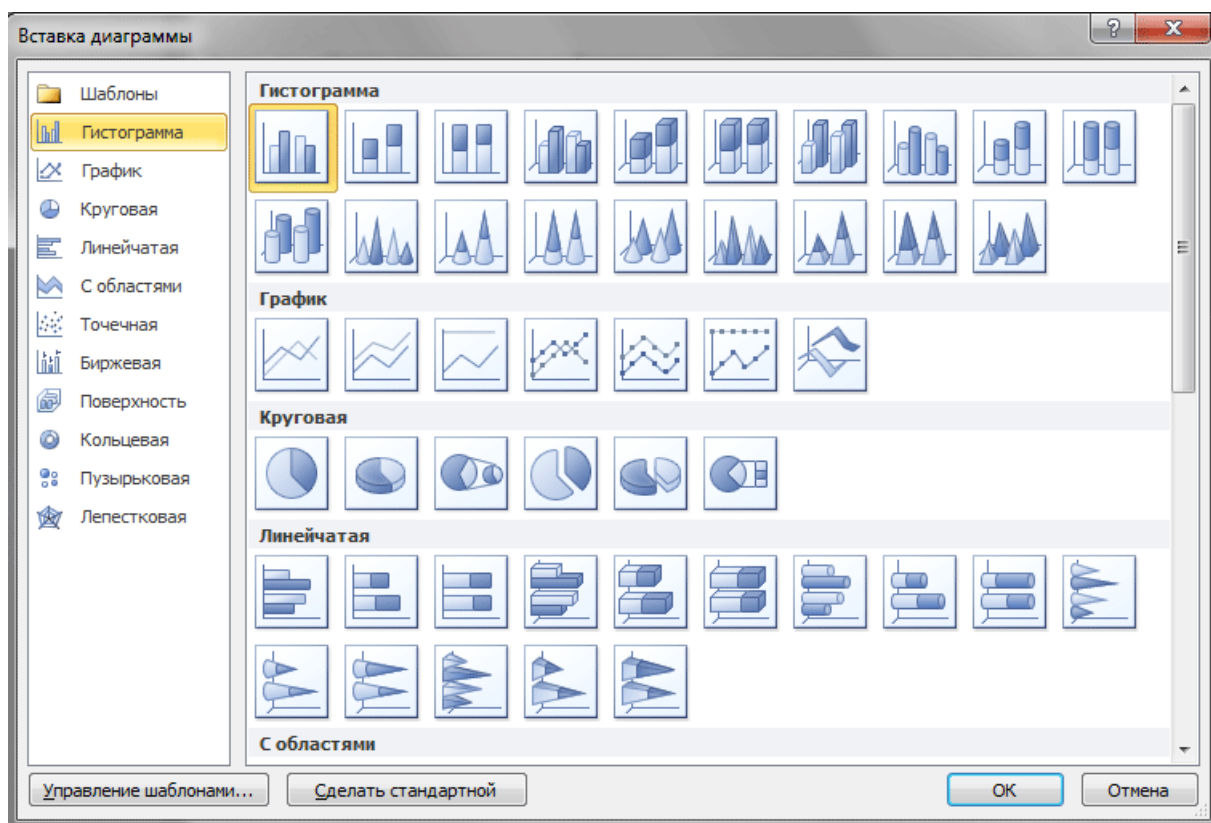 Вставка диаграммы
Шаблоны
Гистограмма
График
Круговая
Линейчатая
С областями
Точечная
Биржевая
Поверхность
Кольцевая
Пузырьковая
Лепестковая
Гистограмма
График
Круговая
Линейчатая
С областями
Управление шаблонами...
Сделать стандартной
ОК
Отмена